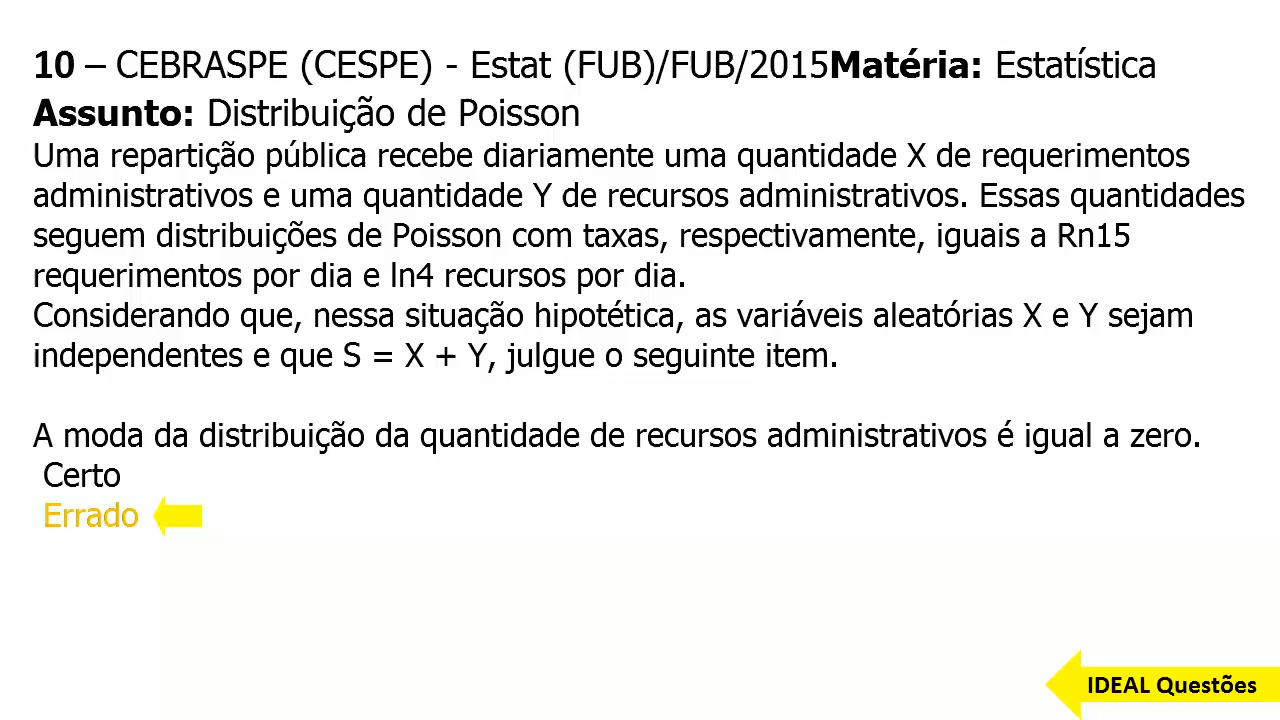 10 – CEBRASPE (CESPE) - Estat (FUB)/FUB/2015Matéria: Estatística
Assunto: Distribuição de Poisson
Uma repartição pública recebe diariamente uma quantidade X de requerimentos
administrativos e uma quantidade Y de recursos administrativos. Essas quantidades
seguem distribuições de Poisson com taxas, respectivamente, iguais a Rn15
requerimentos por dia e ln4 recursos por dia.
Considerando que, nessa situação hipotética, as variáveis aleatórias X e Y sejam
independentes e que S = X + Y, julgue o seguinte item.
A moda da distribuição da quantidade de recursos administrativos é igual a zero.
Certo
Errado
IDEAL Questões